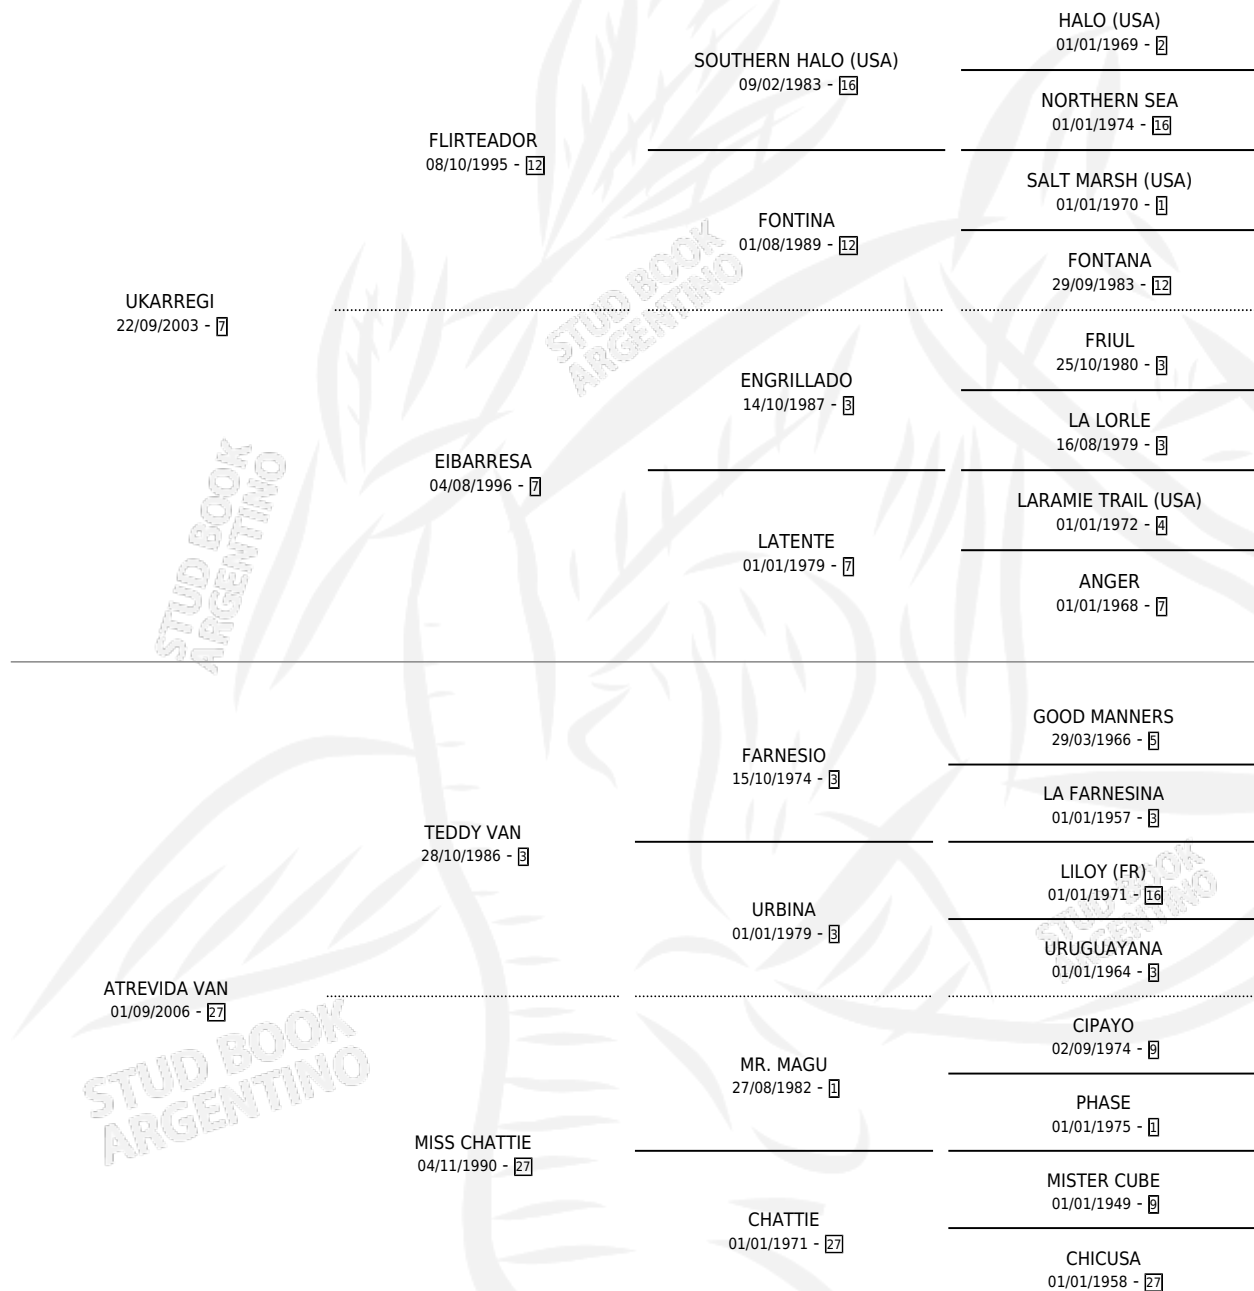 HALO (USA)
01/01/1969 - 2
SOUTHERN HALO (USA)
09/02/1983 - 16
NORTHERN SEA
01/01/1974 - 16
FLIRTEADOR
08/10/1995 - 12
SALT MARSH (USA)
01/01/1970 - 1
FONTINA
01/08/1989 - 12
FONTANA
29/09/1983 - 12
UKARREGI
22/09/2003 - 7
FRIUL
25/10/1980 - 3
ENGRILLADO
14/10/1987 - 3
LA LORLE
16/08/1979 - 3
EIBARRESA
04/08/1996 - 7
LARAMIE TRAIL (USA)
01/01/1972 - 4
LATENTE
01/01/1979 - 7
ANGER
01/01/1968 - 7
STUD BOOK
ARGENTINO
STUD BOOK
ARGENTINO
GOOD MANNERS
29/03/1966 - 5
FARNESIO
15/10/1974 - 3
LA FARNESINA
01/01/1957 - 3
TEDDY VAN
28/10/1986 - 3
LILOY (FR)
01/01/1971 - 16
URBINA
01/01/1979 - 3
URUGUAYANA
01/01/1964 - 3
STUD BOOK
ARGENTINO
ATREVIDA VAN
01/09/2006 - 27
CIPAYO
02/09/1974 - 9
MR. MAGU
27/08/1982 - 1
PHASE
01/01/1975 - 1
MISS CHATTIE
04/11/1990 - 27
MISTER CUBE
01/01/1949 - 9
CHATTIE
01/01/1971 - 27
CHICUSA
01/01/1958 - 27
STUD BOOK
ARGENTINO